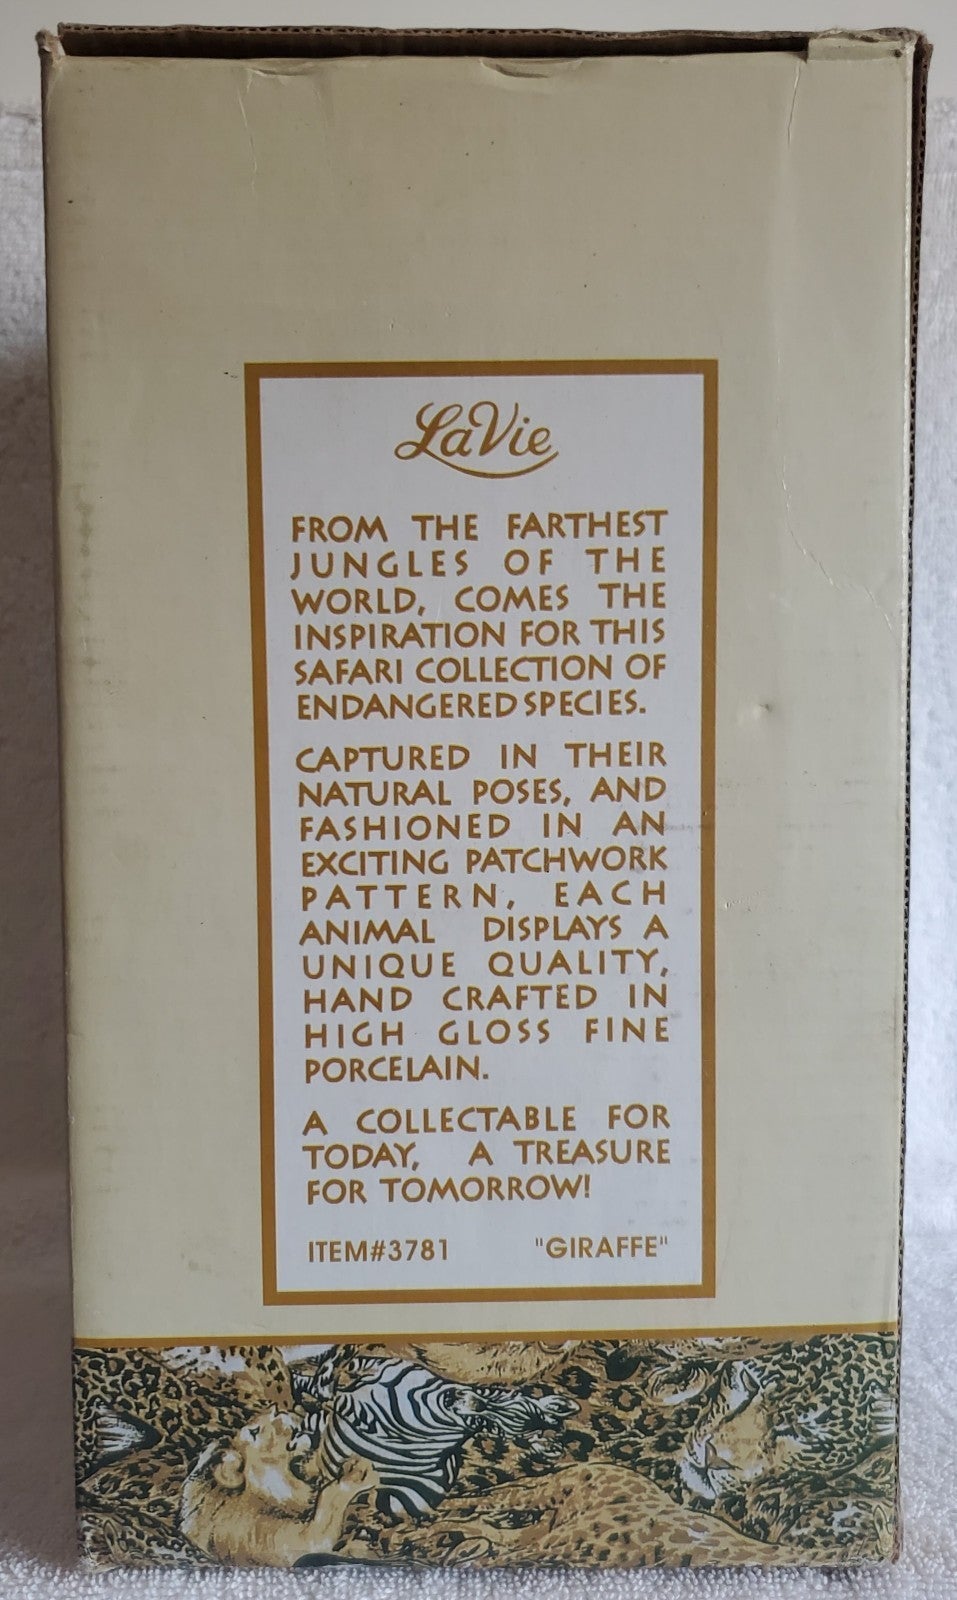 LaVie
FROM THE FARTHEST
JUNGLES OF THE
WORLD, COMES THE
INSPIRATION FOR THIS
SAFARI COLLECTION OF
ENDANGERED SPECIES.
CAPTURED IN THEIR
NATURAL POSES, AND
FASHIONED IN AN
EXCITING PATCHWORK
PATTERN, EACH
ANIMAL DISPLAYS A
UNIQUE QUALITY,
HAND CRAFTED IN
HIGH GLOSS FINE
PORCELAIN.
A COLLECTABLE FOR
TODAY, A TREASURE
FOR TOMORROW!
ITEM#3781 "GIRAFFE"